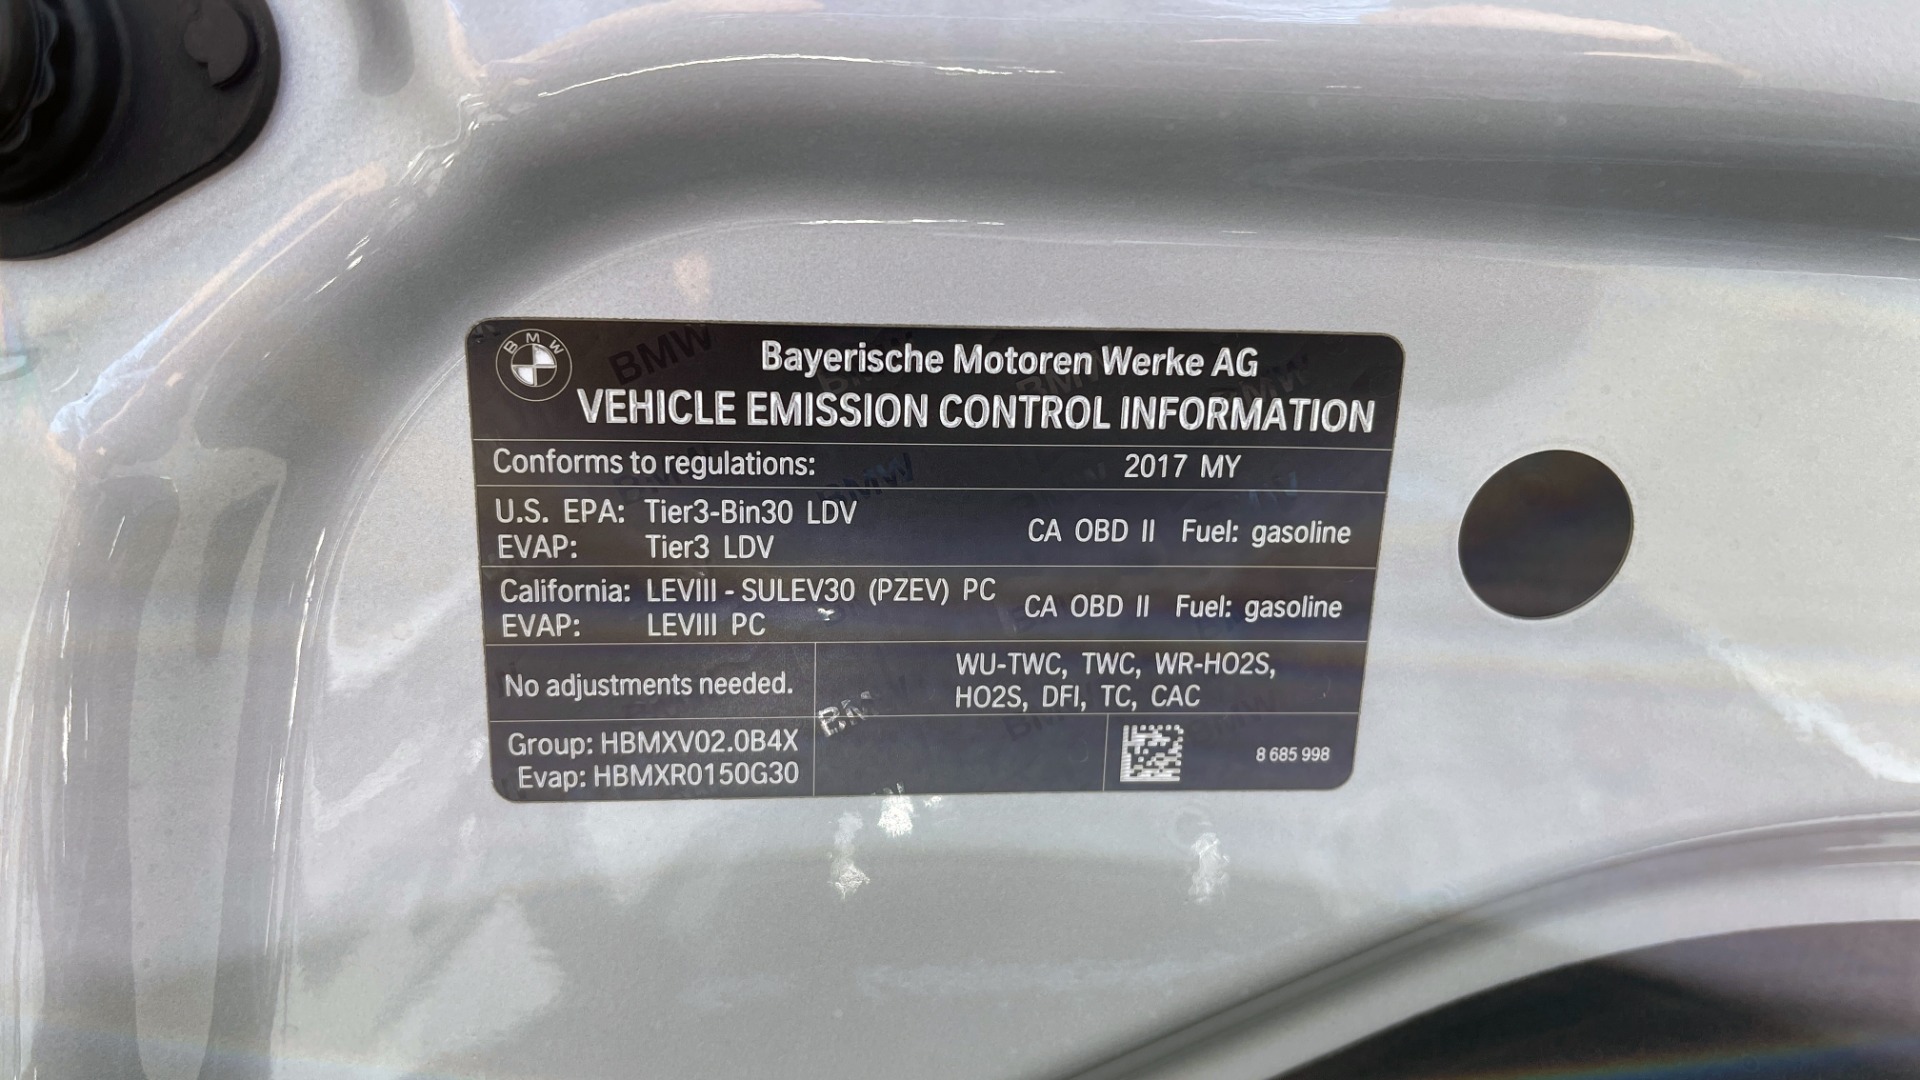 BMW
Bayerische Motoren Werke AG
VEHICLE EMISSION CONTROL INFORMATION
Conforms to regulations: 2017 MY
U.S. EPA: Tier3-Bin30 LDV
EVAP: Tier3 LDV
CA OBD II Fuel: gasoline
California: LEVIII - SULEV30 (PZEV) PC
EVAP: LEVIII PC
CA OBD II Fuel: gasoline
No adjustments needed.
WU-TWC, TWC, WR-HO2S,
HO2S, DFI, TC, CAC
Group: HBMXV02.0B4X
Evap: HBMXR0150G30
8 685 998